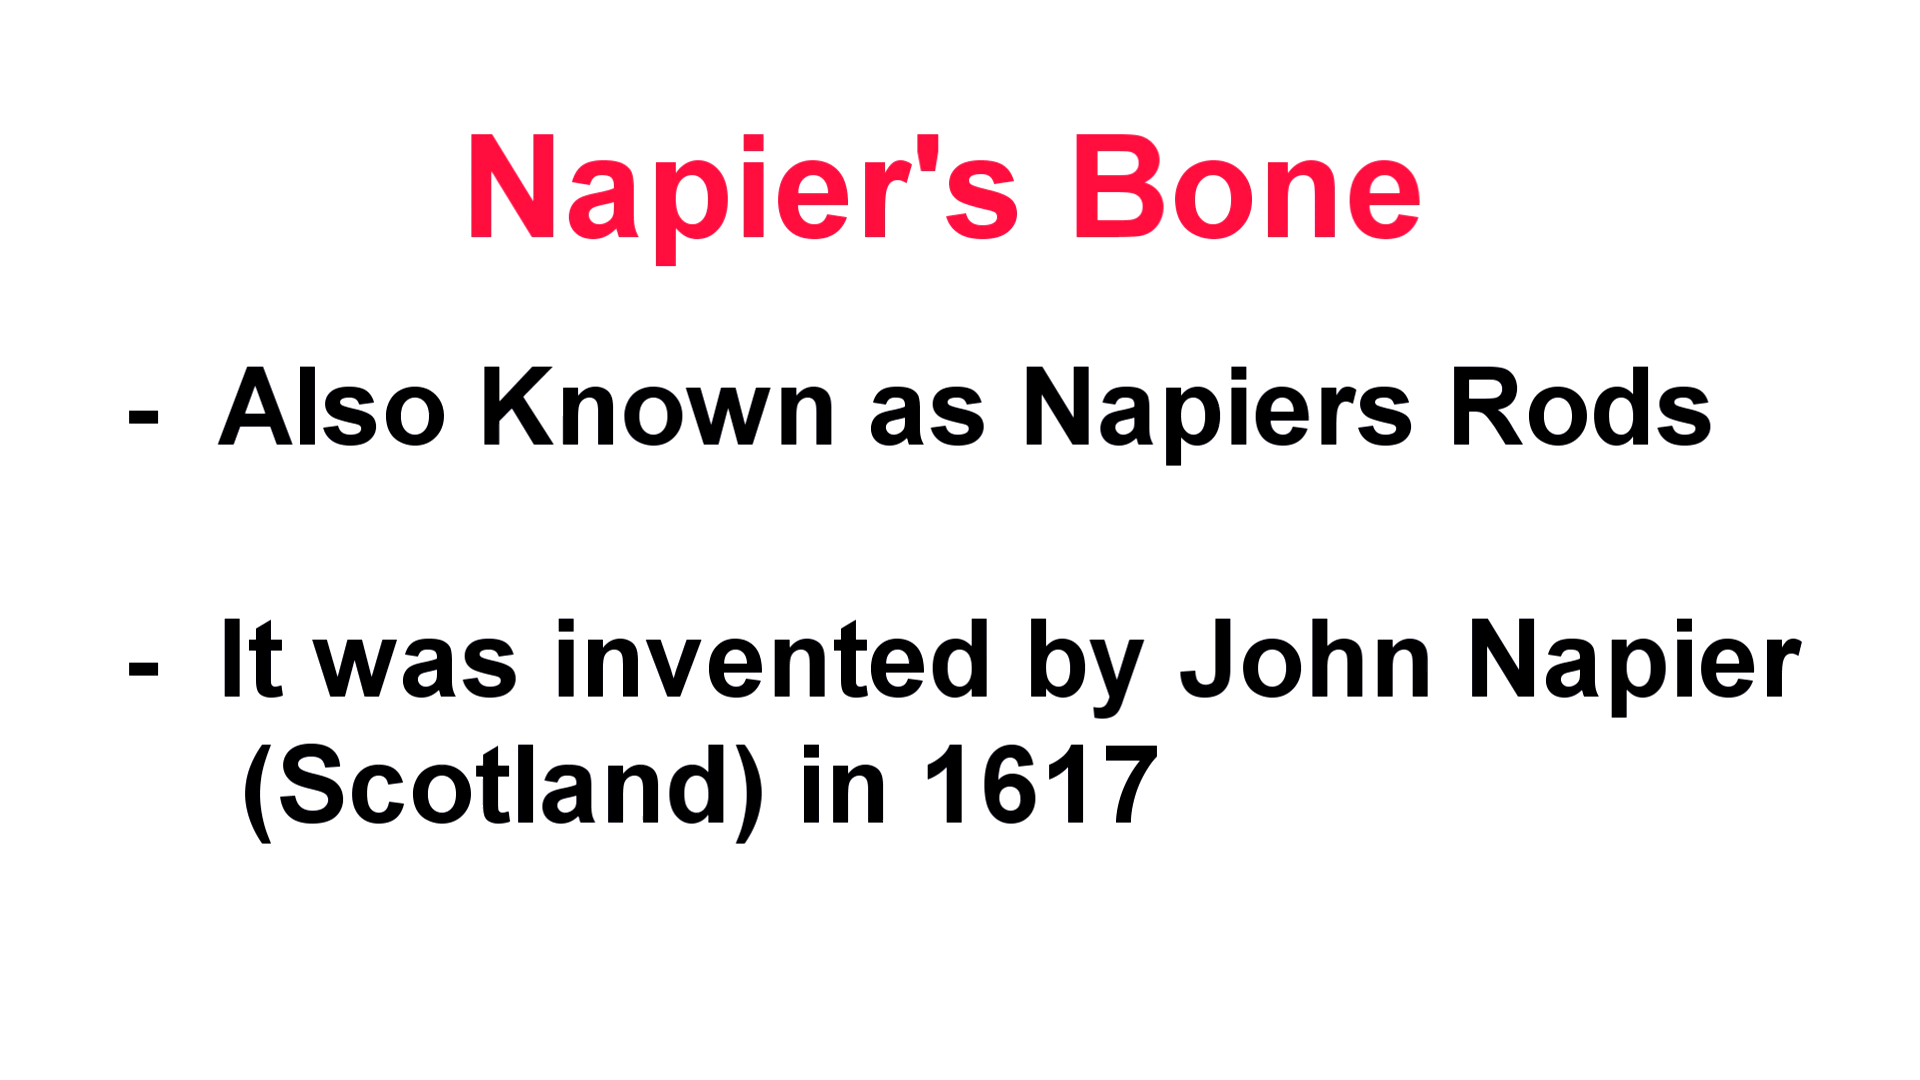 Napier's Bone
- Also Known as Napiers Rods
- It was invented by John Napier
(Scotland) in 1617